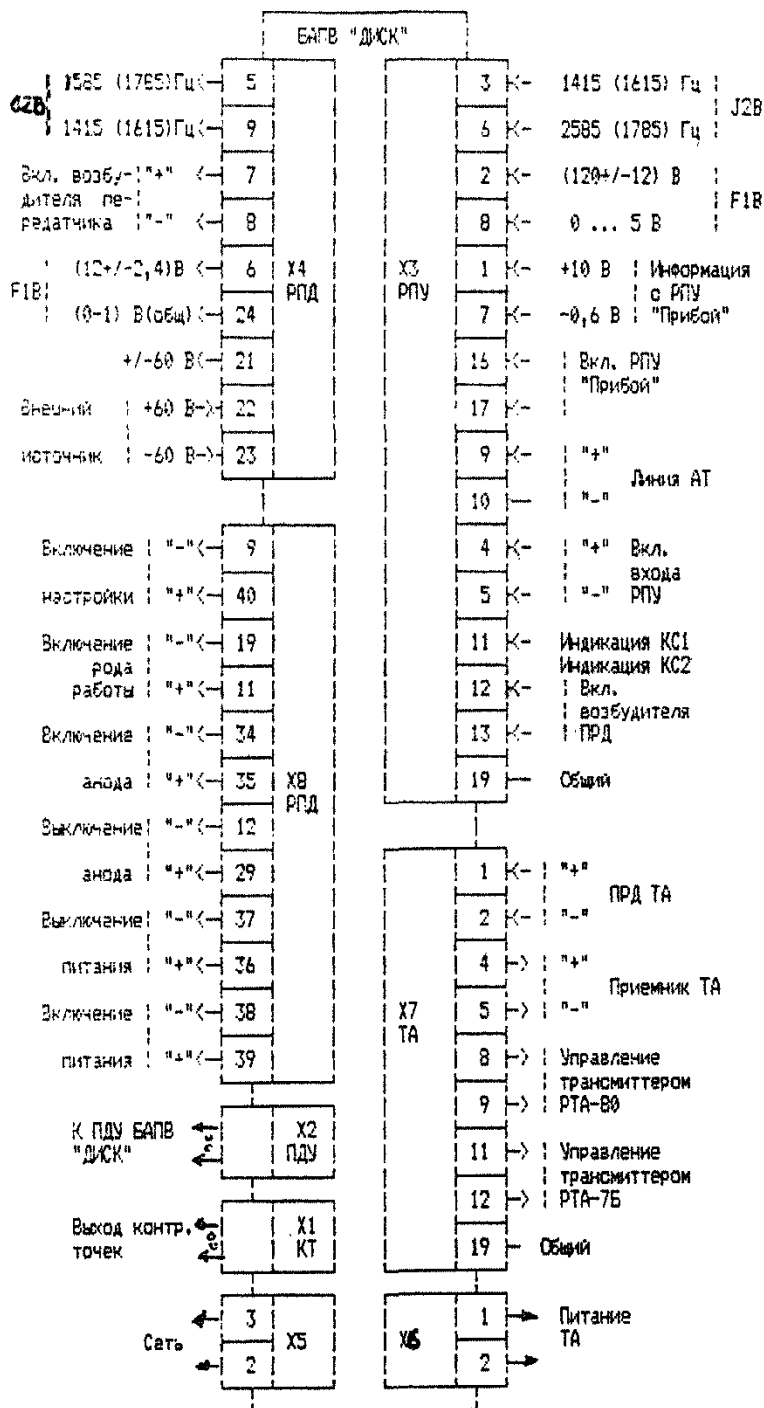 БАПВ "ДИСК"
1585 (1785)Гц 5
1415 (1615)Гц 9
Вкл. возбу- "+" 7
дителя пе-
редатчика "-" 8
(12+/-2,4)В 6
F1B
(0-1) В(общ) 24
+/-60 В 21
Внешний +60 В 22
источник -60 В 23
X4
РПД
3 1415 (1615) Гц
J2B
6 2585 (1785) Гц
2 (120+/-12) В
F1B
8 0 ... 5 В
1 +10 В Информация
с РПУ
7 -0,6 В "Прибой"
16 Вкл. РПУ
"Прибой"
17
9 "+"
Линия АТ
10 "-"
4 "+" Вкл.
входа
5 "-" РПУ
11 Индикация КС1
Индикация КС2
12 Вкл.
возбудителя
13 ПРД
19 Общий
X3
РПУ
Включение "-" 9
настройки "+" 40
Включение "-" 19
рода
работы "+" 11
Включение "-" 34
анода "+" 35
Выключение "-" 12
анода "+" 29
Выключение "-" 37
питания "+" 36
Включение "-" 38
питания "+" 39
X8
РПД
1 "+"
ПРД ТА
2 "-"
4 "+"
Приемник ТА
5 "-"
8 Управление
трансмиттером
9 РТА-80
11 Управление
трансмиттером
12 РТА-7Б
19 Общий
X7
ТА
К ПДУ БАПВ X2
"ДИСК" ПДУ
Выход контр. X1
точек КТ
3
Сеть X5
2
X6 1 Питание
ТА
2